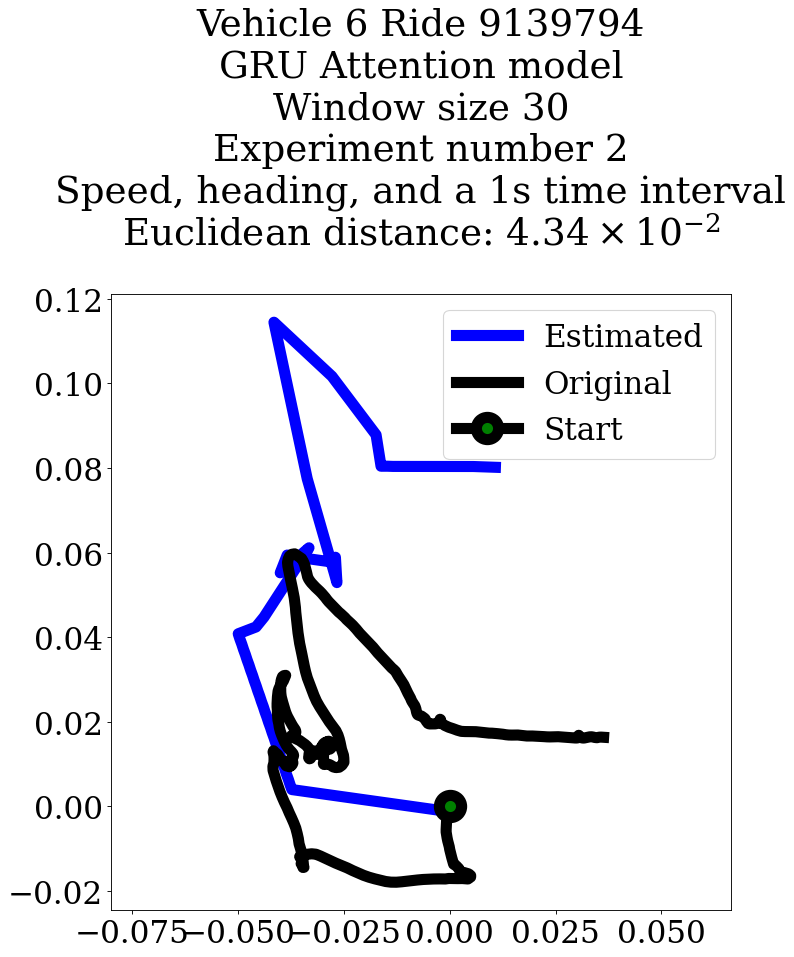 Vehicle 6 Ride 9139794
GRU Attention model
Window size 30
Experiment number 2
Speed, heading, and a 1s time interval
Euclidean distance: 4.34 × 10⁻²
0.12
0.10
0.08
0.06
0.04
0.02
0.00
−0.02
Estimated
Original
Start
−0.075 −0.050 −0.025 0.000 0.025 0.050